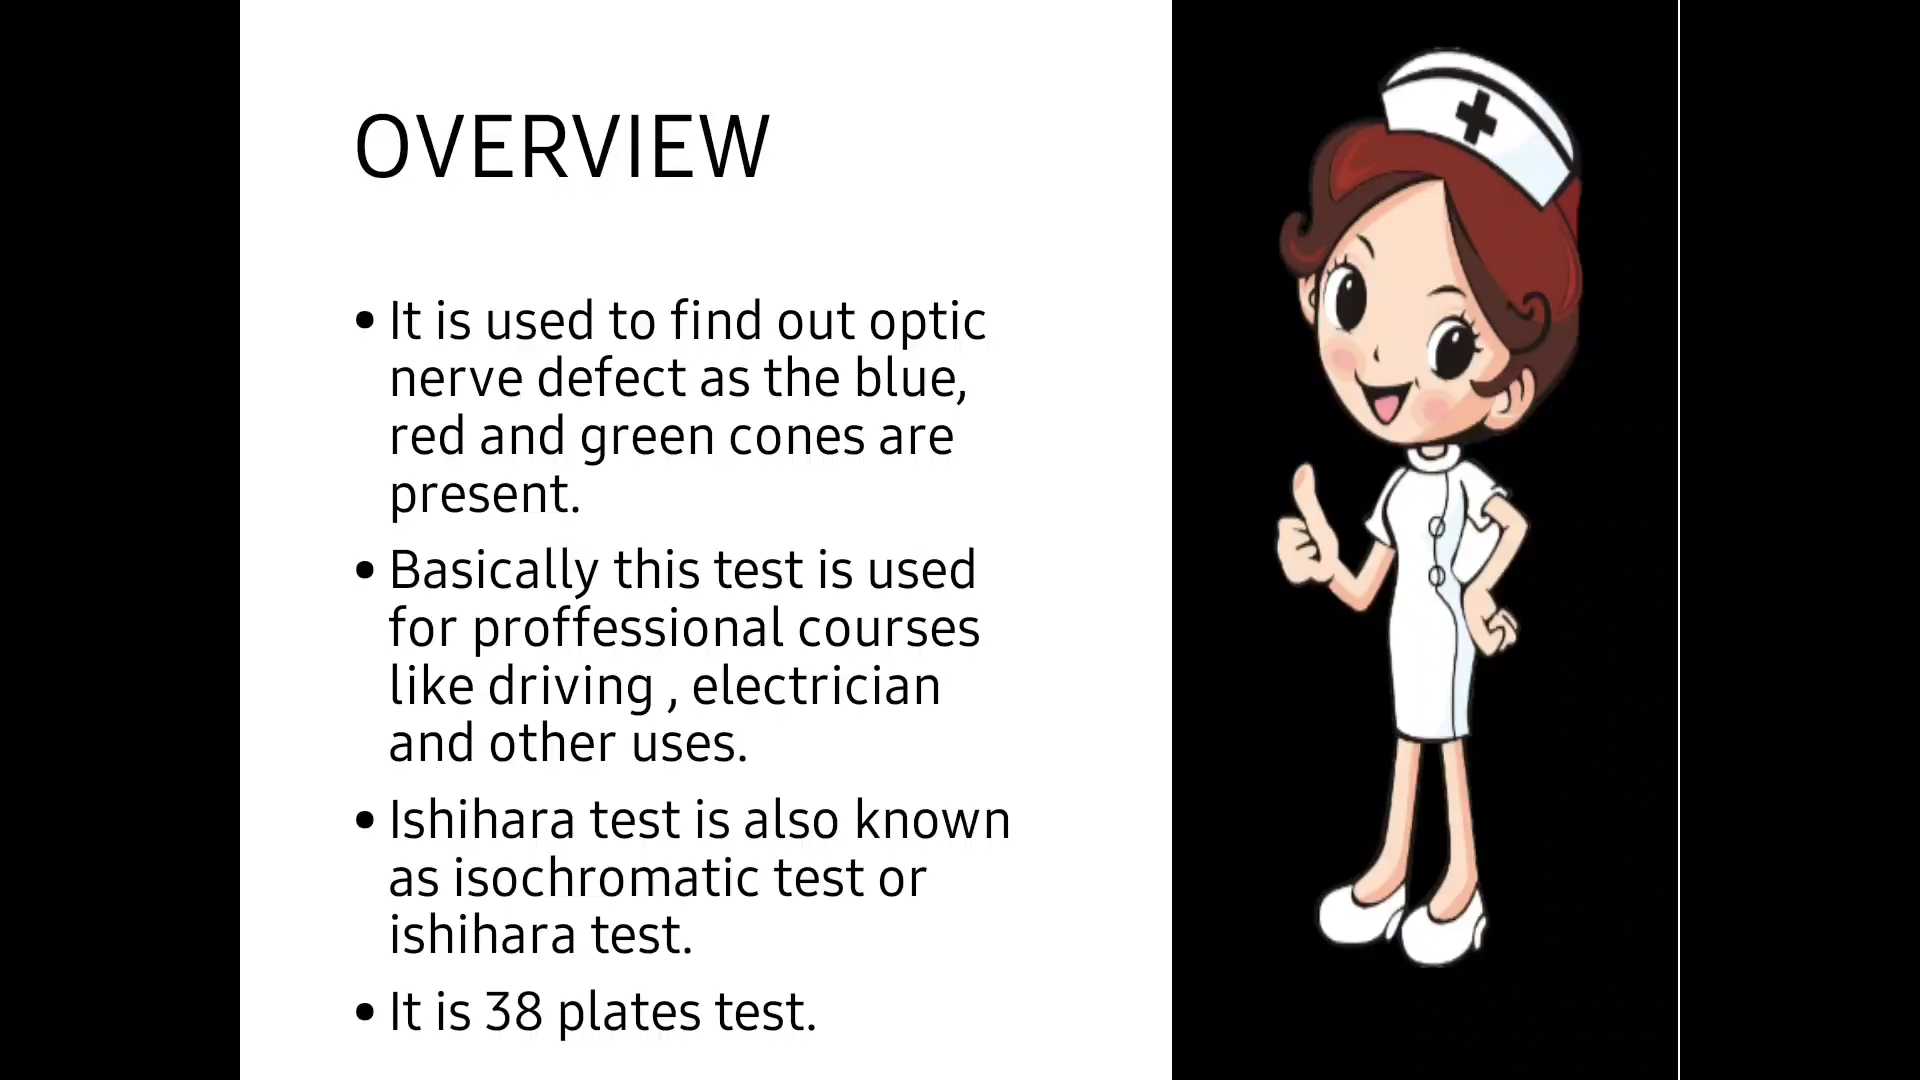 OVERVIEW
• It is used to find out optic
nerve defect as the blue,
red and green cones are
present.
• Basically this test is used
for proffessional courses
like driving , electrician
and other uses.
• Ishihara test is also known
as isochromatic test or
ishihara test.
• It is 38 plates test.